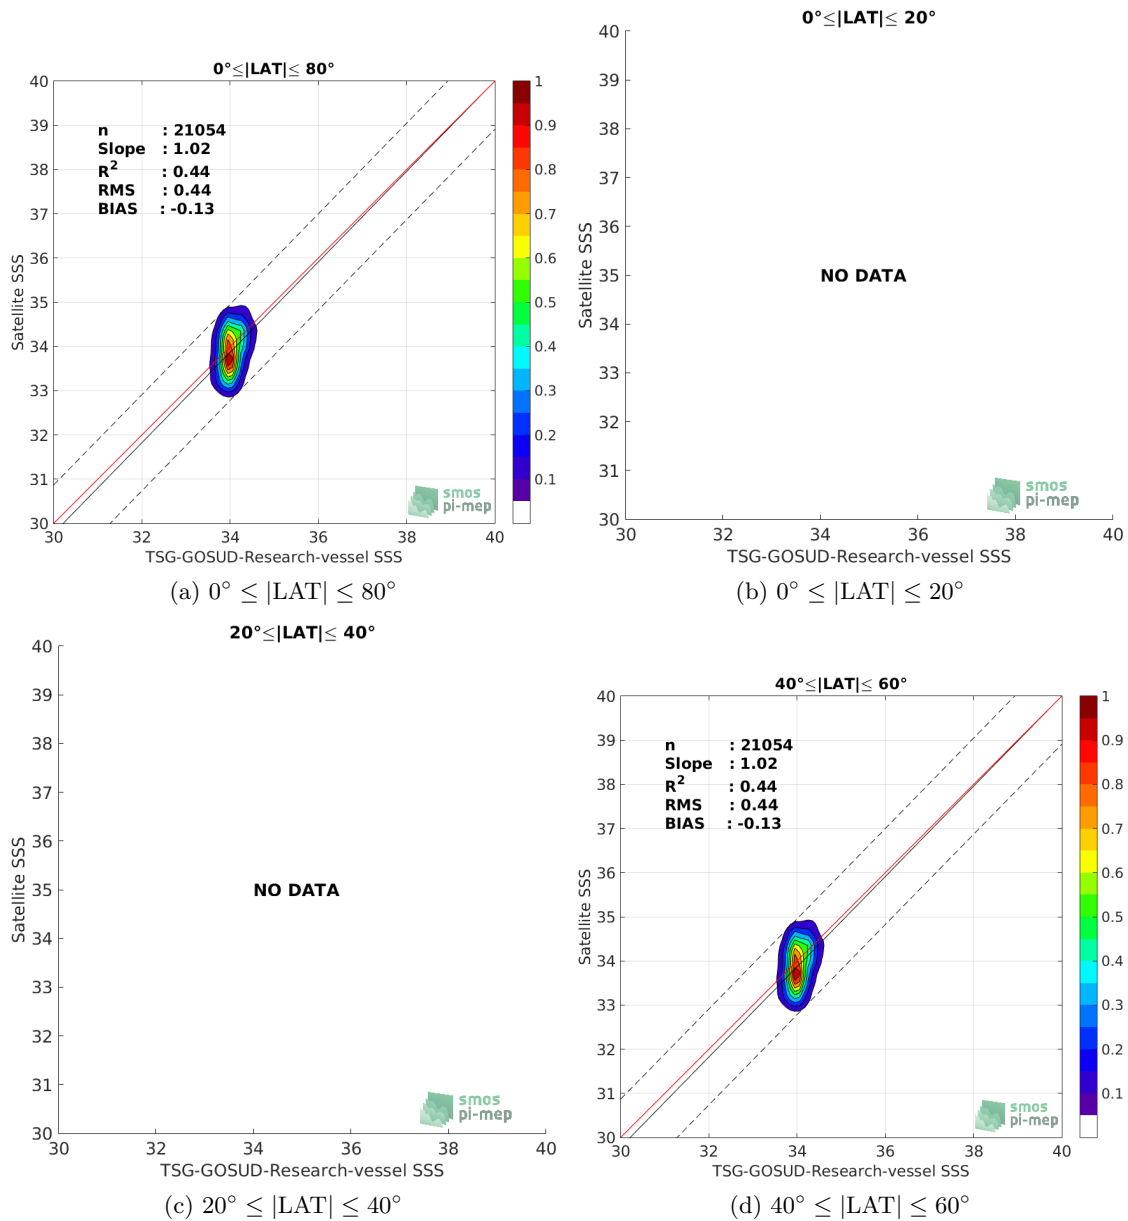 0°≤|LAT|≤ 80°
40
39
38
37
36
35
34
33
32
31
30
Satellite SSS
n : 21054
Slope : 1.02
R2 : 0.44
RMS : 0.44
BIAS : -0.13
smos
pi-mep
30 32 34 36 38 40
TSG-GOSUD-Research-vessel SSS
1
0.9
0.8
0.7
0.6
0.5
0.4
0.3
0.2
0.1
(a) 0° ≤ |LAT| ≤ 80°
0°≤|LAT|≤ 20°
40
39
38
37
36
35
34
33
32
31
30
Satellite SSS
NO DATA
smos
pi-mep
30 32 34 36 38 40
TSG-GOSUD-Research-vessel SSS
(b) 0° ≤ |LAT| ≤ 20°
20°≤|LAT|≤ 40°
40
39
38
37
36
35
34
33
32
31
30
Satellite SSS
NO DATA
smos
pi-mep
30 32 34 36 38 40
TSG-GOSUD-Research-vessel SSS
(c) 20° ≤ |LAT| ≤ 40°
40°≤|LAT|≤ 60°
40
39
38
37
36
35
34
33
32
31
30
Satellite SSS
n : 21054
Slope : 1.02
R2 : 0.44
RMS : 0.44
BIAS : -0.13
smos
pi-mep
30 32 34 36 38 40
TSG-GOSUD-Research-vessel SSS
1
0.9
0.8
0.7
0.6
0.5
0.4
0.3
0.2
0.1
(d) 40° ≤ |LAT| ≤ 60°